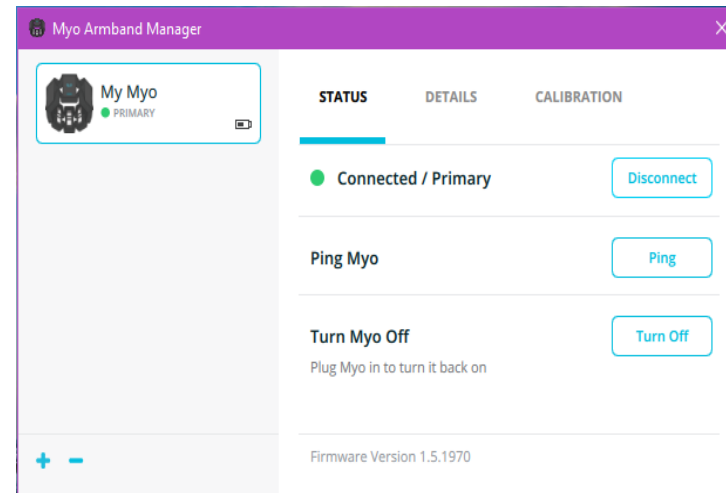 Myo Armband Manager
My Myo
PRIMARY
STATUS
DETAILS
CALIBRATION
Connected / Primary
Disconnect
Ping Myo
Ping
Turn Myo Off
Turn Off
Plug Myo in to turn it back on
Firmware Version 1.5.1970